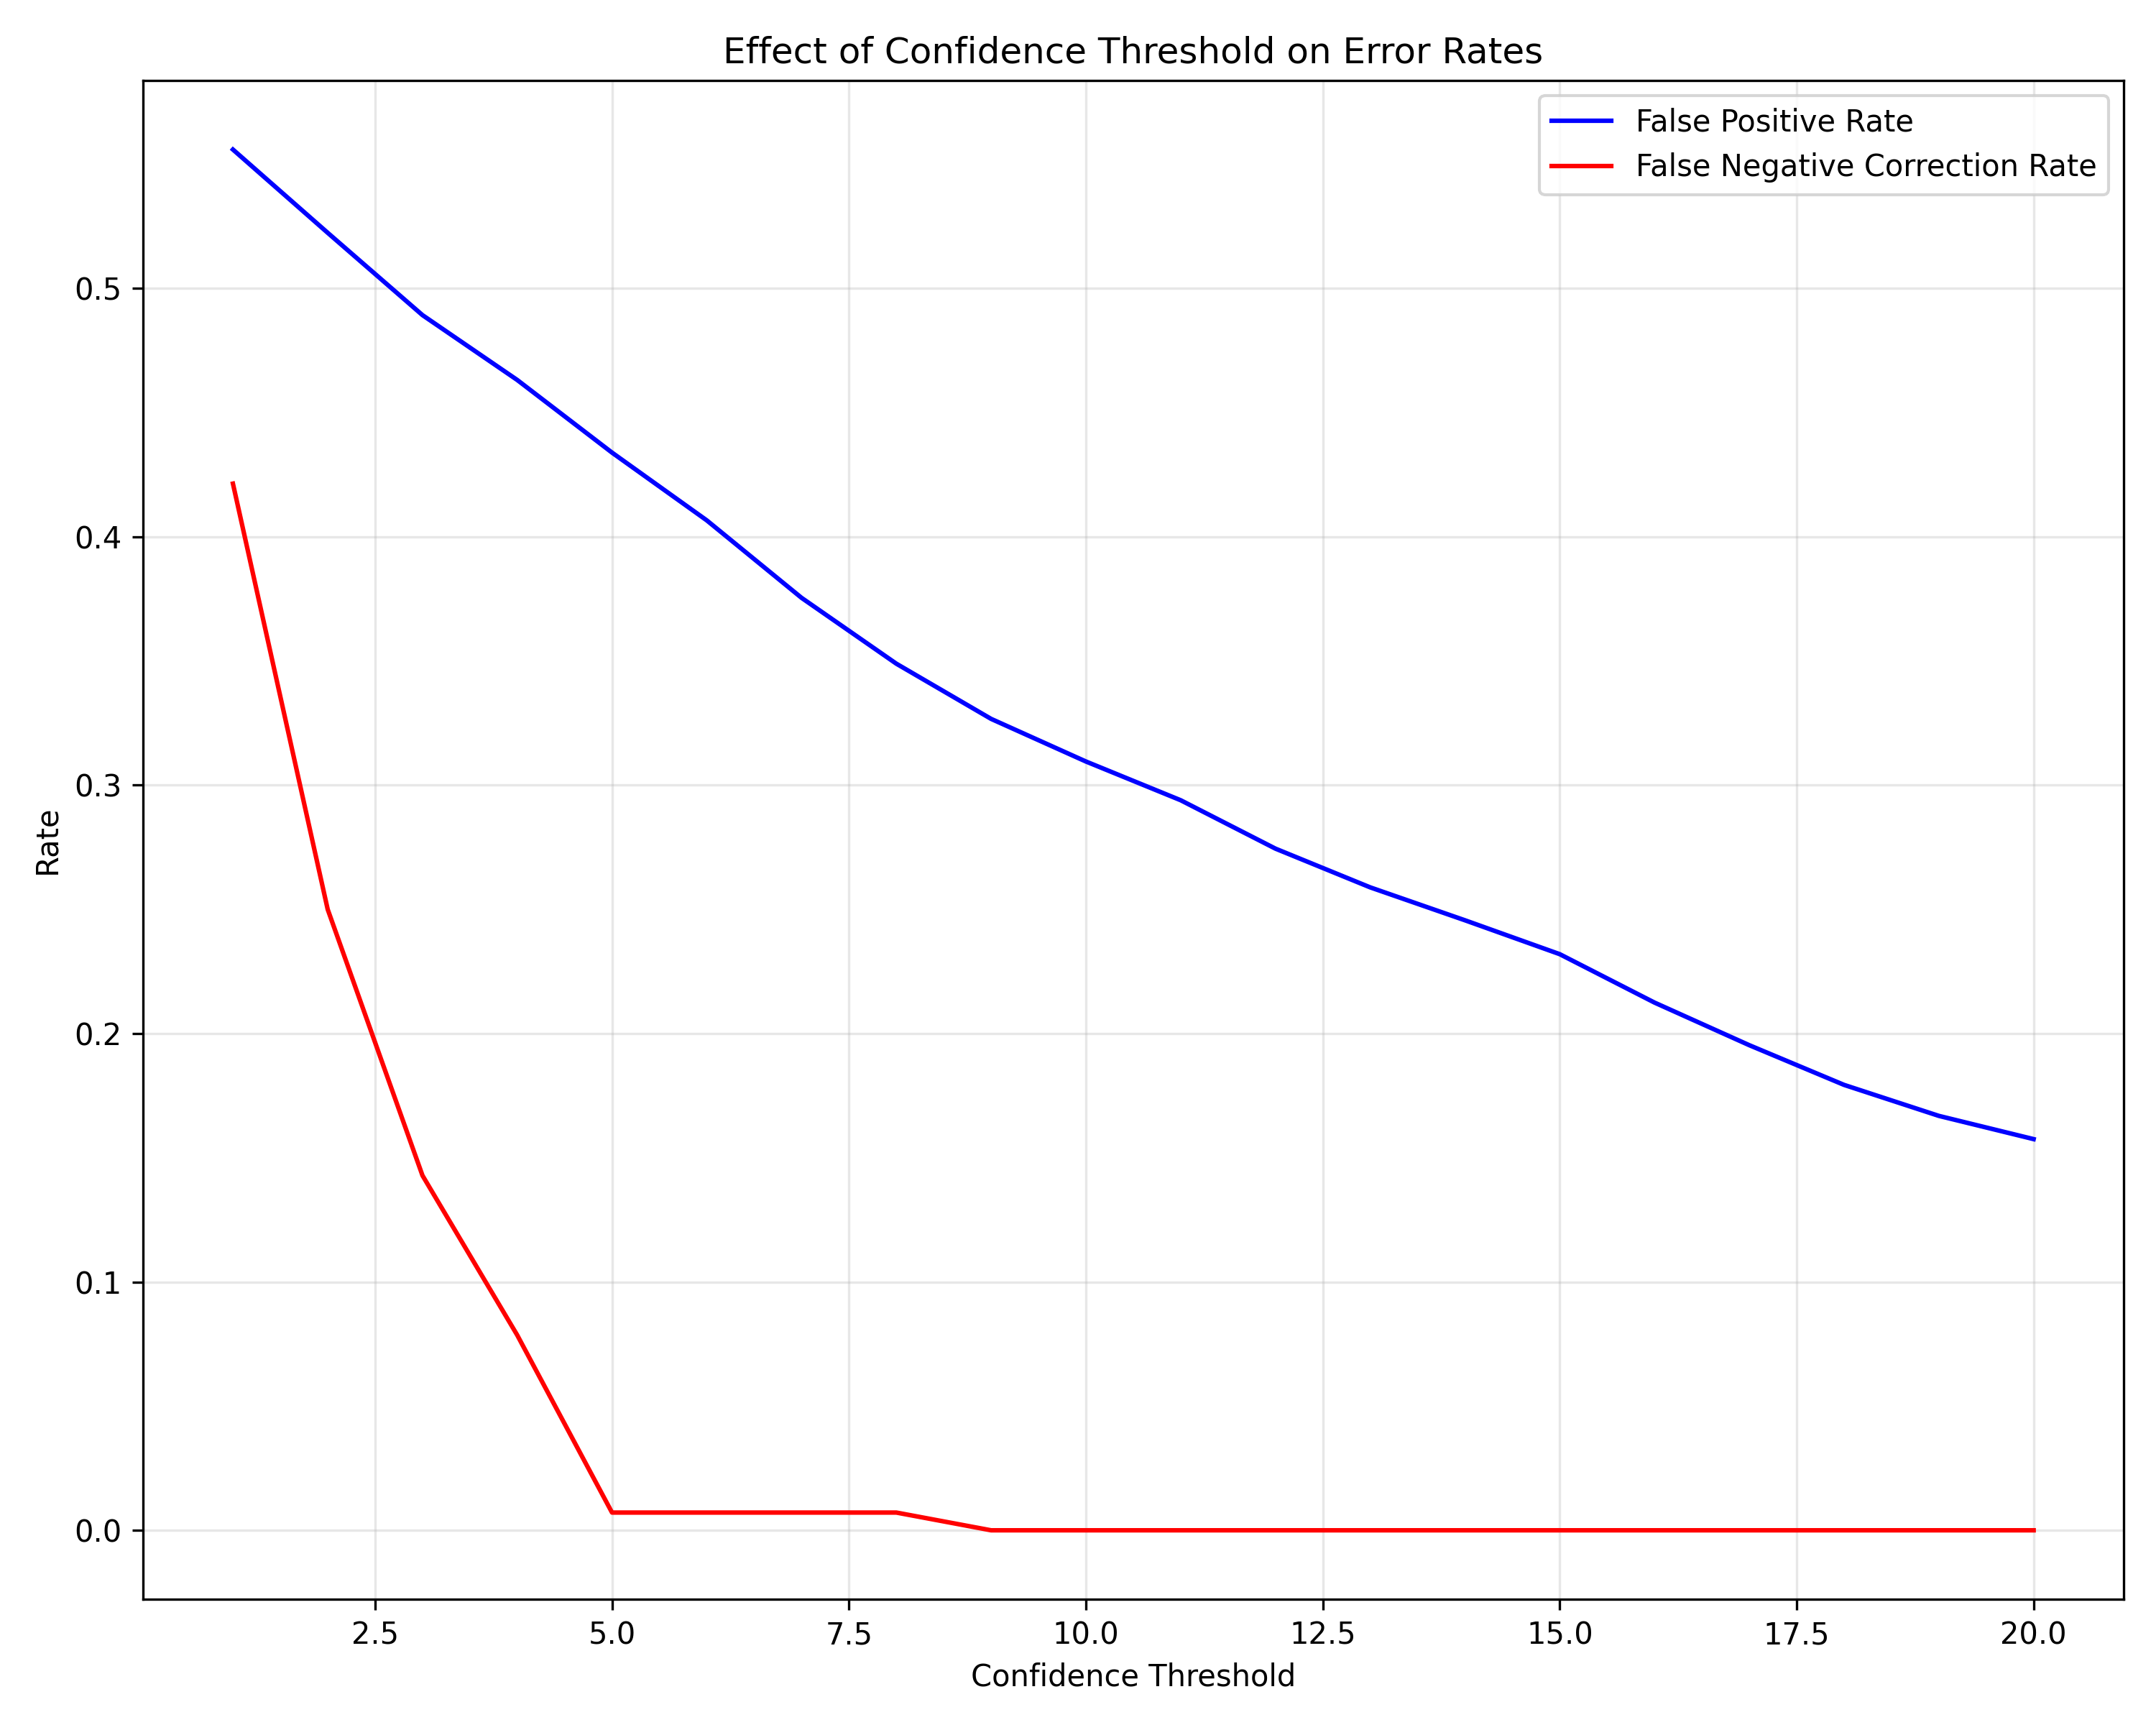 Effect of Confidence Threshold on Error Rates
False Positive Rate
False Negative Correction Rate
Rate
0.5
0.4
0.3
0.2
0.1
0.0
2.5 5.0 7.5 10.0 12.5 15.0 17.5 20.0
Confidence Threshold